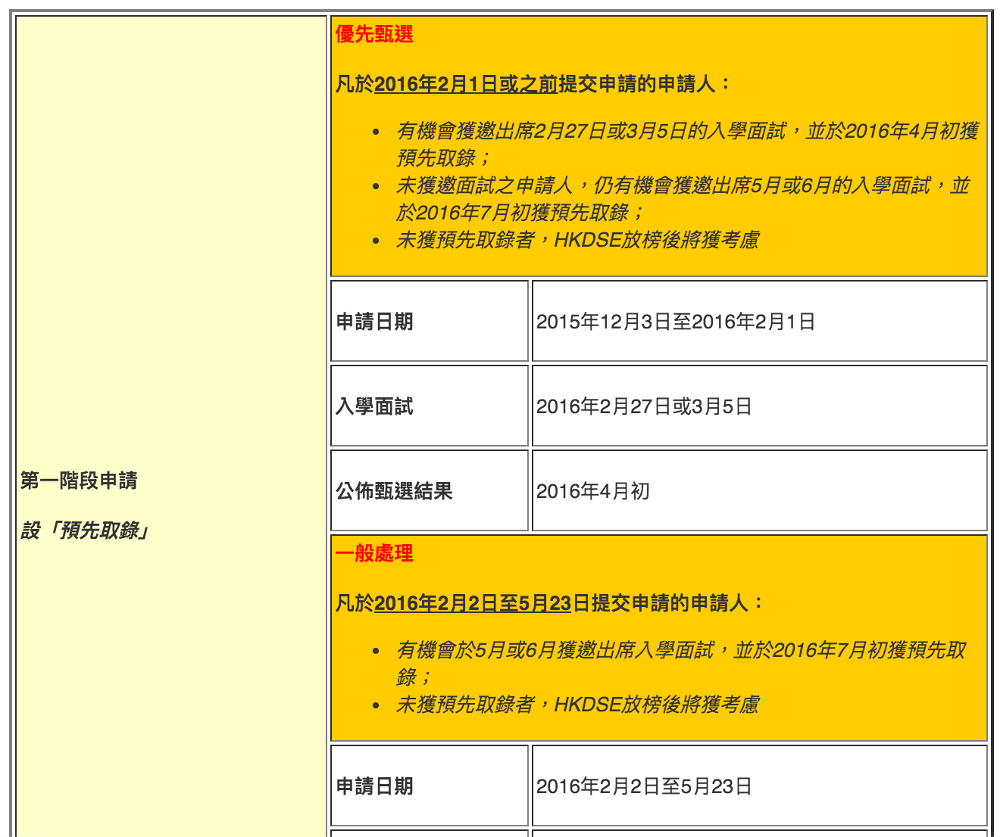 優先甄選
凡於2016年2月1日或之前提交申請的申請人：
有機會獲邀出席2月27日或3月5日的入學面試，並於2016年4月初獲
預先取錄；
未獲邀面試之申請人，仍有機會獲邀出席5月或6月的入學面試，並
於2016年7月初獲預先取錄；
未獲預先取錄者，HKDSE放榜後將獲考慮
申請日期
2015年12月3日至2016年2月1日
入學面試
2016年2月27日或3月5日
第一階段申請
設「預先取錄」
公佈甄選結果
2016年4月初
一般處理
凡於2016年2月2日至5月23日提交申請的申請人：
有機會於5月或6月獲邀出席入學面試，並於2016年7月初獲預先取
錄；
未獲預先取錄者，HKDSE放榜後將獲考慮
申請日期
2016年2月2日至5月23日